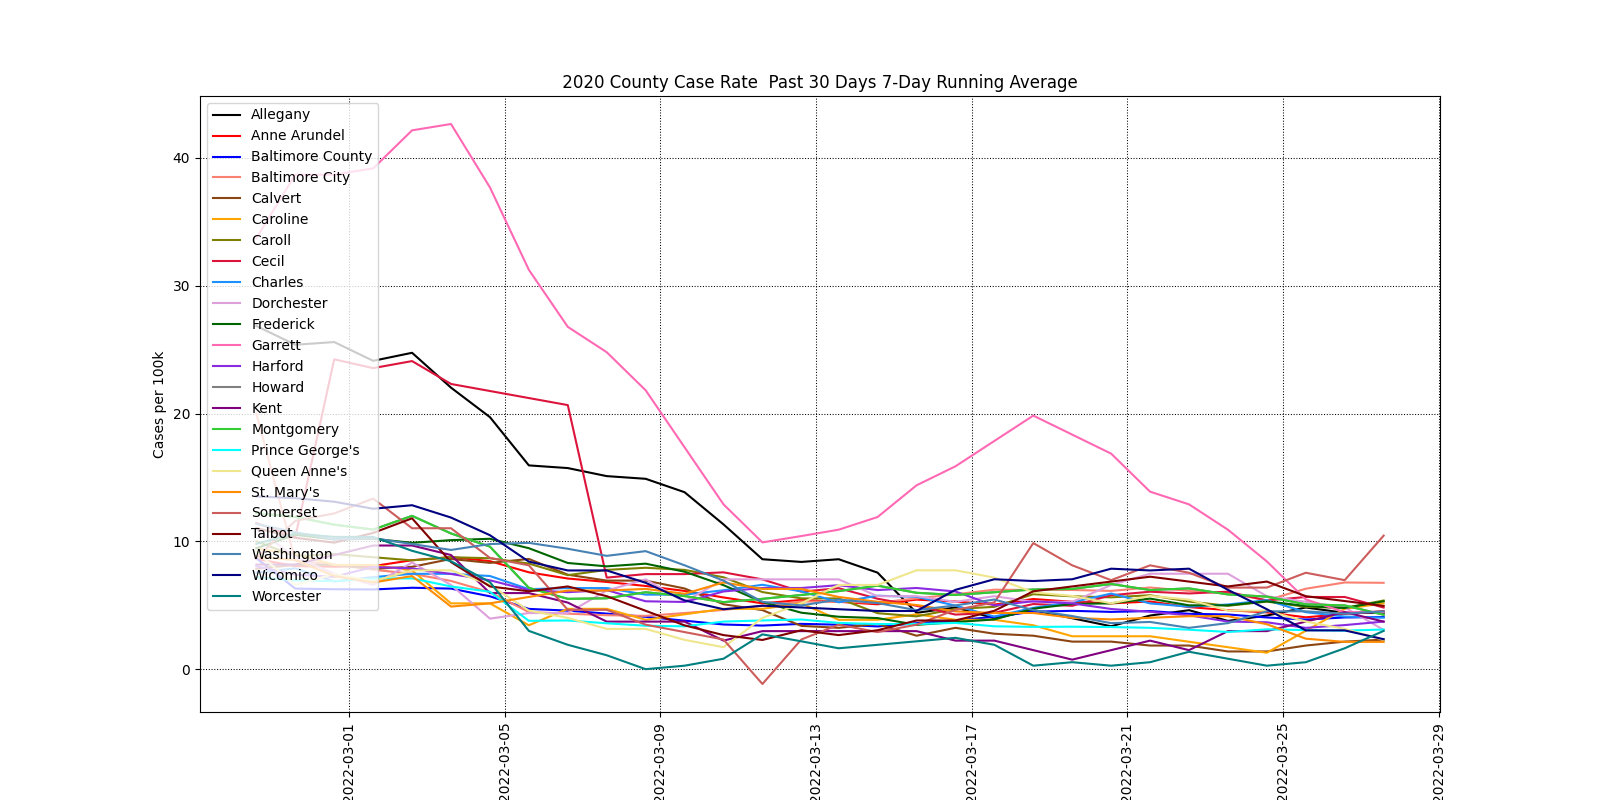 2020 County Case Rate  Past 30 Days 7-Day Running Average
Cases per 100k
40
30
20
10
0
Allegany
Anne Arundel
Baltimore County
Baltimore City
Calvert
Caroline
Caroll
Cecil
Charles
Dorchester
Frederick
Garrett
Harford
Howard
Kent
Montgomery
Prince George's
Queen Anne's
St. Mary's
Somerset
Talbot
Washington
Wicomico
Worcester
2022-03-01
2022-03-05
2022-03-09
2022-03-13
2022-03-17
2022-03-21
2022-03-25
2022-03-29